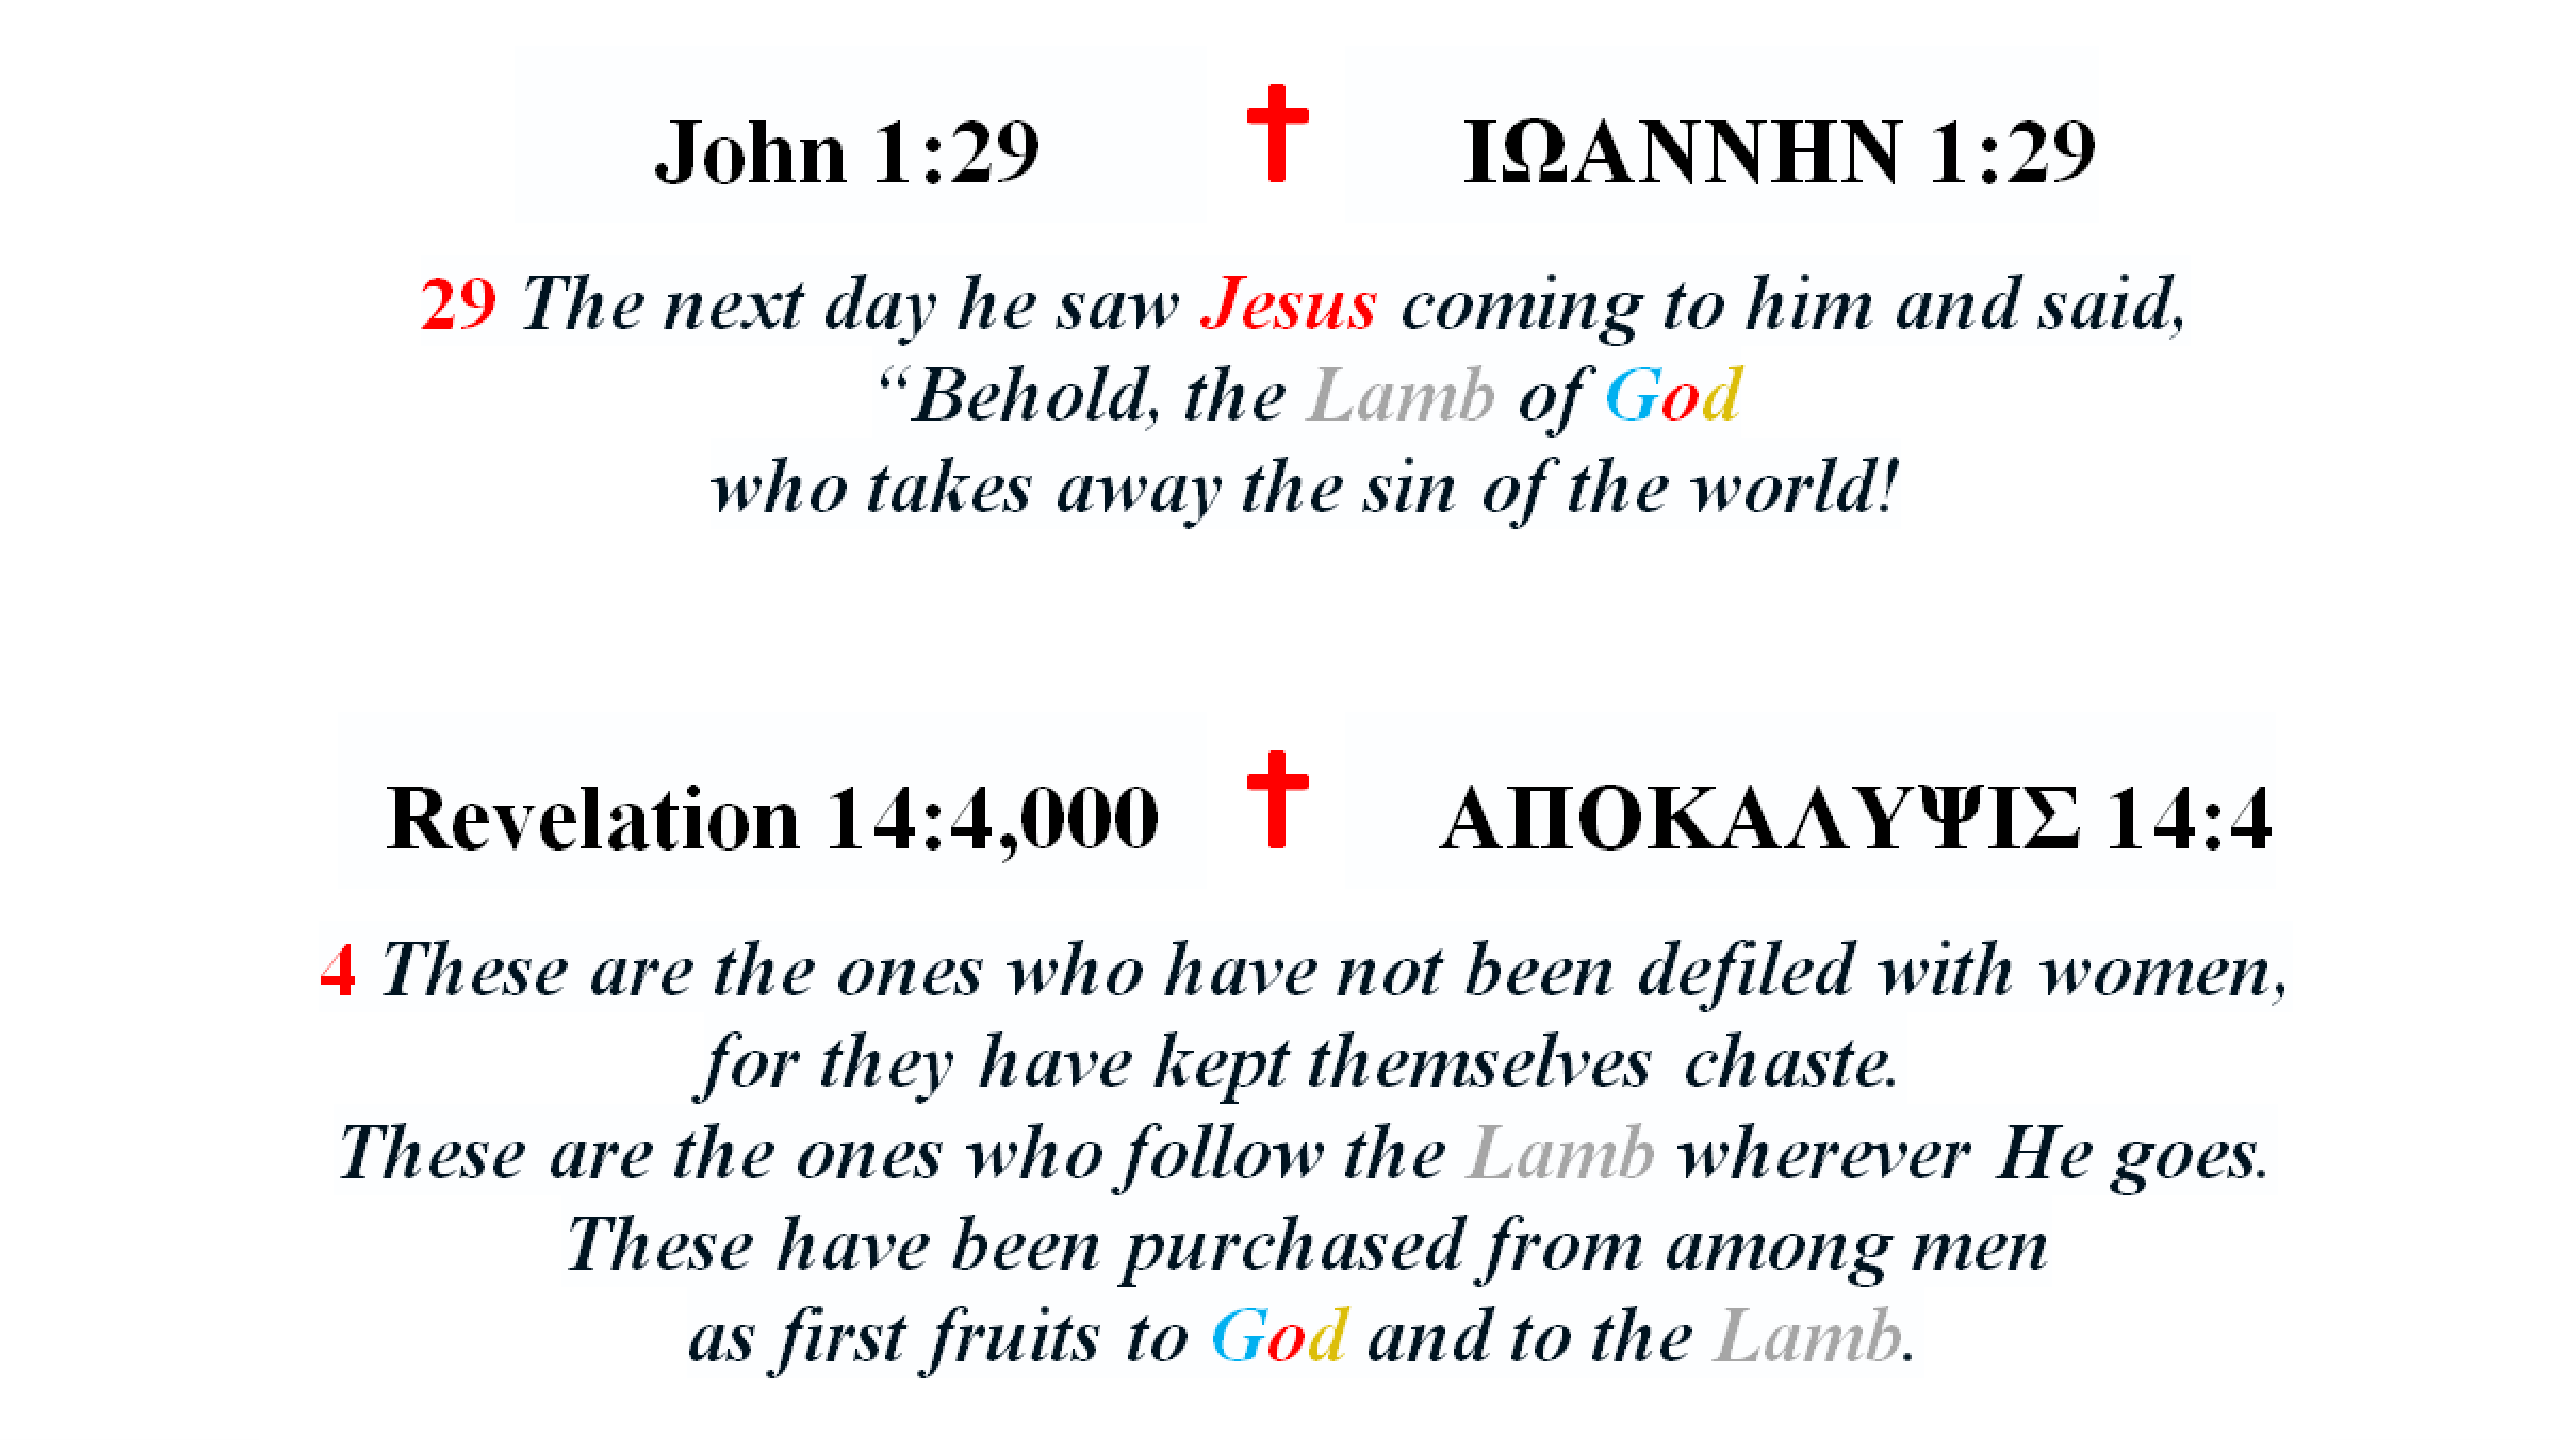 John 1:29 ✝ ΙΩΑΝΝΗΝ 1:29
29 The next day he saw Jesus coming to him and said,
“Behold, the Lamb of God
who takes away the sin of the world!
Revelation 14:4,000 ✝ ΑΠΟΚΑΛΥΨΙΣ 14:4
4 These are the ones who have not been defiled with women,
for they have kept themselves chaste.
These are the ones who follow the Lamb wherever He goes.
These have been purchased from among men
as first fruits to God and to the Lamb.